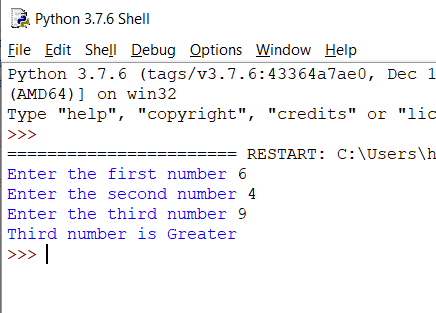 Python 3.7.6 Shell
File Edit Shell Debug Options Window Help
Python 3.7.6 (tags/v3.7.6:43364a7ae0, Dec 1
(AMD64)] on win32
Type "help", "copyright", "credits" or "lic
>>>
======================= RESTART: C:\Users\h
Enter the first number 6
Enter the second number 4
Enter the third number 9
Third number is Greater
>>>